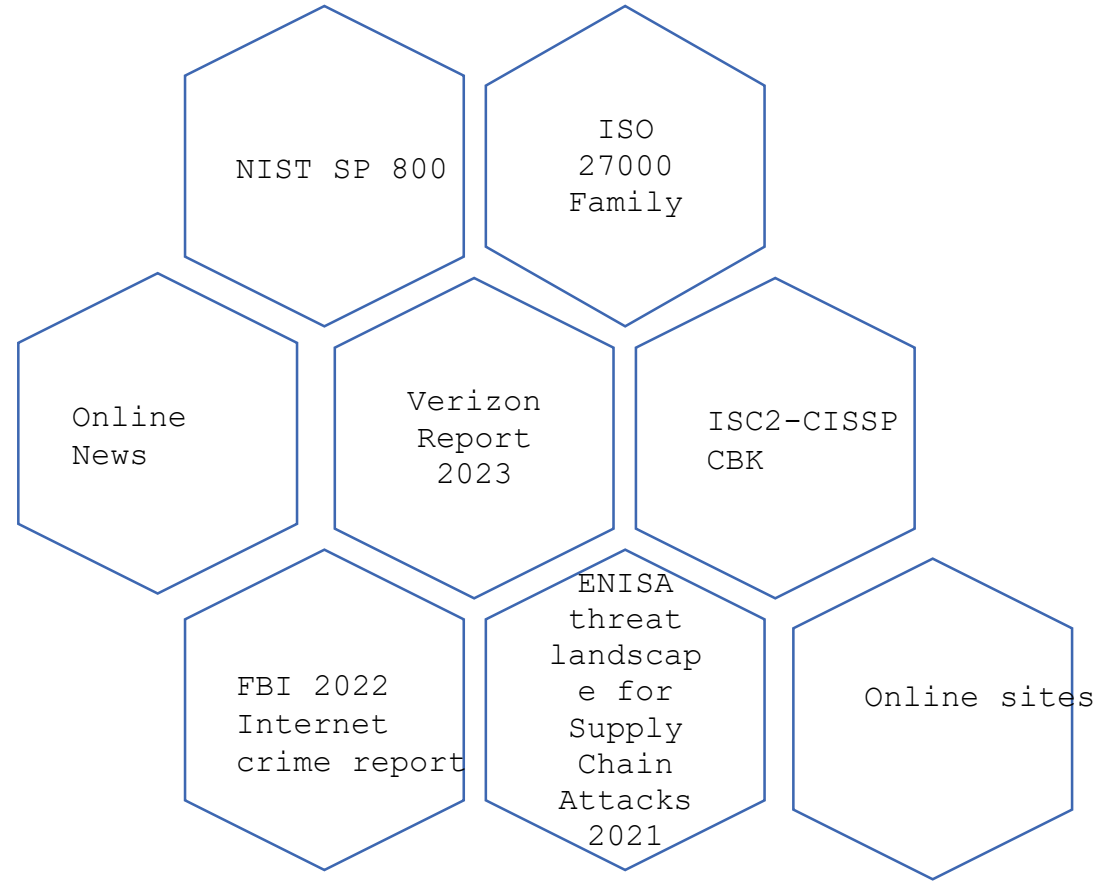 NIST SP 800
ISO
27000
Family
Online
News
Verizon
Report
2023
ISC2-CISSP
CBK
FBI 2022
Internet
crime report
ENISA
threat
landscap
e for
Supply
Chain
Attacks
2021
Online sites